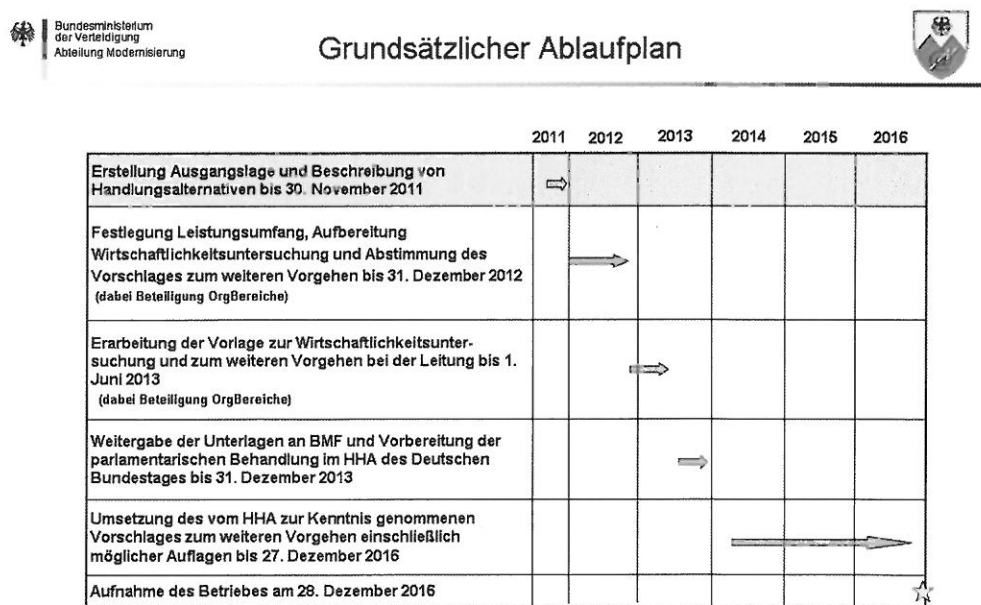 Bundesministerium
der Verteidigung
Abteilung Modernisierung
Grundsätzlicher Ablaufplan
2011 2012 2013 2014 2015 2016
Erstellung Ausgangslage und Beschreibung von
Handlungsalternativen bis 30. November 2011
Festlegung Leistungsumfang, Aufbereitung
Wirtschaftlichkeitsuntersuchung und Abstimmung des
Vorschlages zum weiteren Vorgehen bis 31. Dezember 2012
(dabei Beteiligung OrgBereiche)
Erarbeitung der Vorlage zur Wirtschaftlichkeitsunter-
suchung und zum weiteren Vorgehen bei der Leitung bis 1.
Juni 2013
(dabei Beteiligung OrgBereiche)
Weitergabe der Unterlagen an BMF und Vorbereitung der
parlamentarischen Behandlung im HHA des Deutschen
Bundestages bis 31. Dezember 2013
Umsetzung des vom HHA zur Kenntnis genommenen
Vorschlages zum weiteren Vorgehen einschließlich
möglicher Auflagen bis 27. Dezember 2016
Aufnahme des Betriebes am 28. Dezember 2016